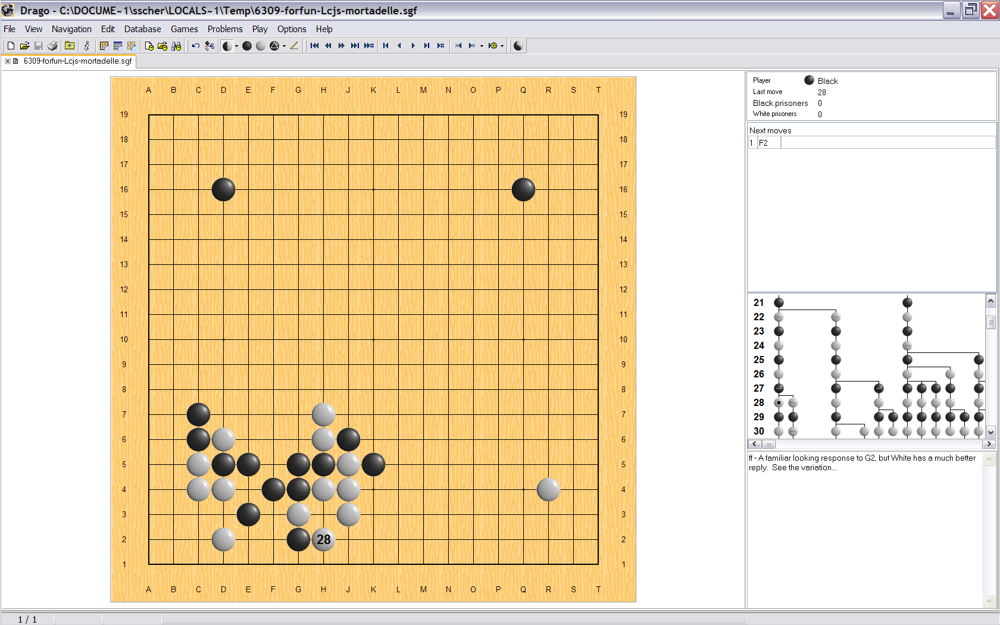 Drago - C:\DOCUME~1\sscher\LOCALS~1\Temp\6309-forfun-Lcjs-mortadelle.sgf
File View Navigation Edit Database Games Problems Play Options Help
6309-forfun-Lcjs-mortadelle.sgf
A B C D E F G H J K L M N O P Q R S T
19 19
18 18
17 17
16 16
15 15
14 14
13 13
12 12
11 11
10 10
9 9
8 8
7 7
6 6
5 5
4 4
3 3
2 28 2
1 1
A B C D E F G H J K L M N O P Q R S T
Player Black
Last move 28
Black prisoners 0
White prisoners 0
Next moves
1 F2
21
22
23
24
25
26
27
28
29
30
ff - A familiar looking response to G2, but White has a much better
reply. See the variation...
1 / 1